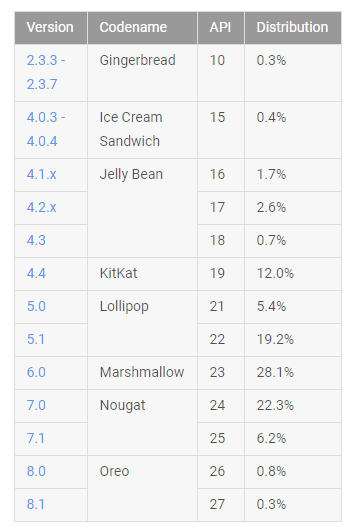 Version Codename API Distribution
2.3.3 - Gingerbread 10 0.3%
2.3.7
4.0.3 - Ice Cream 15 0.4%
4.0.4 Sandwich
4.1.x Jelly Bean 16 1.7%
4.2.x 17 2.6%
4.3 18 0.7%
4.4 KitKat 19 12.0%
5.0 Lollipop 21 5.4%
5.1 22 19.2%
6.0 Marshmallow 23 28.1%
7.0 Nougat 24 22.3%
7.1 25 6.2%
8.0 Oreo 26 0.8%
8.1 27 0.3%